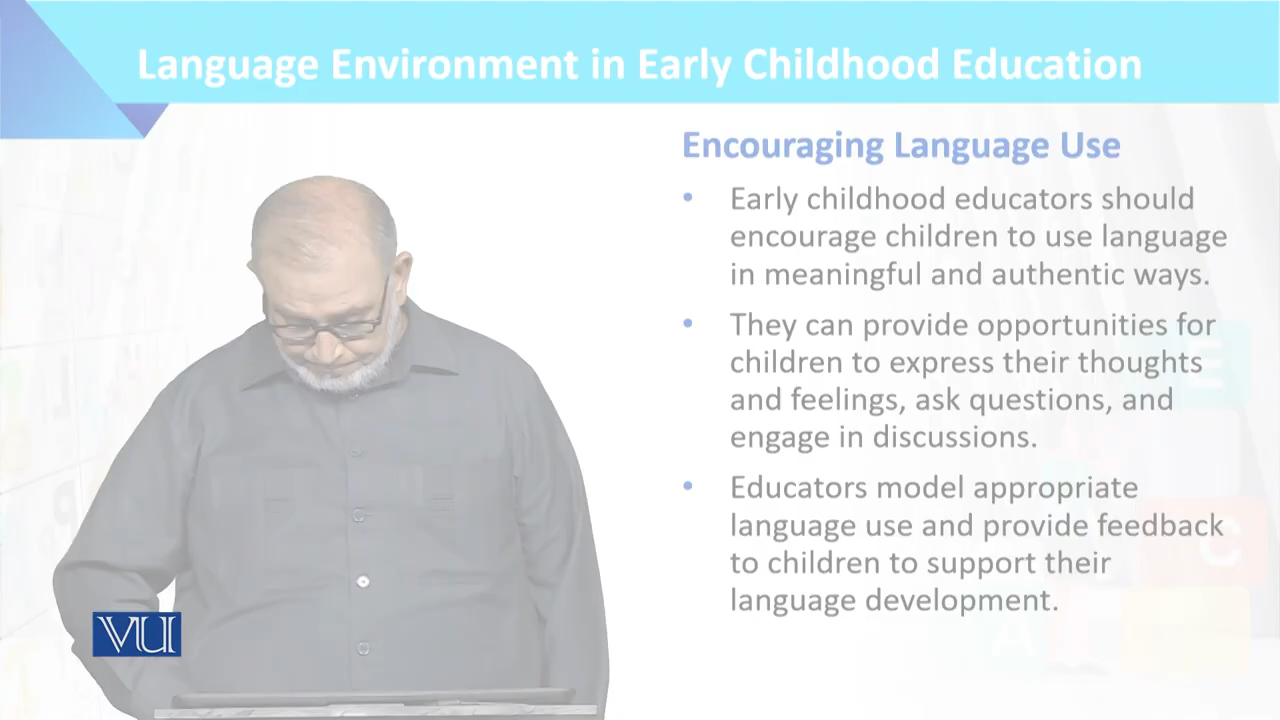 Language Environment in Early Childhood Education
Encouraging Language Use
• Early childhood educators should
encourage children to use language
in meaningful and authentic ways.
• They can provide opportunities for
children to express their thoughts
and feelings, ask questions, and
engage in discussions.
• Educators model appropriate
language use and provide feedback
to children to support their
language development.
VU
E
C
A